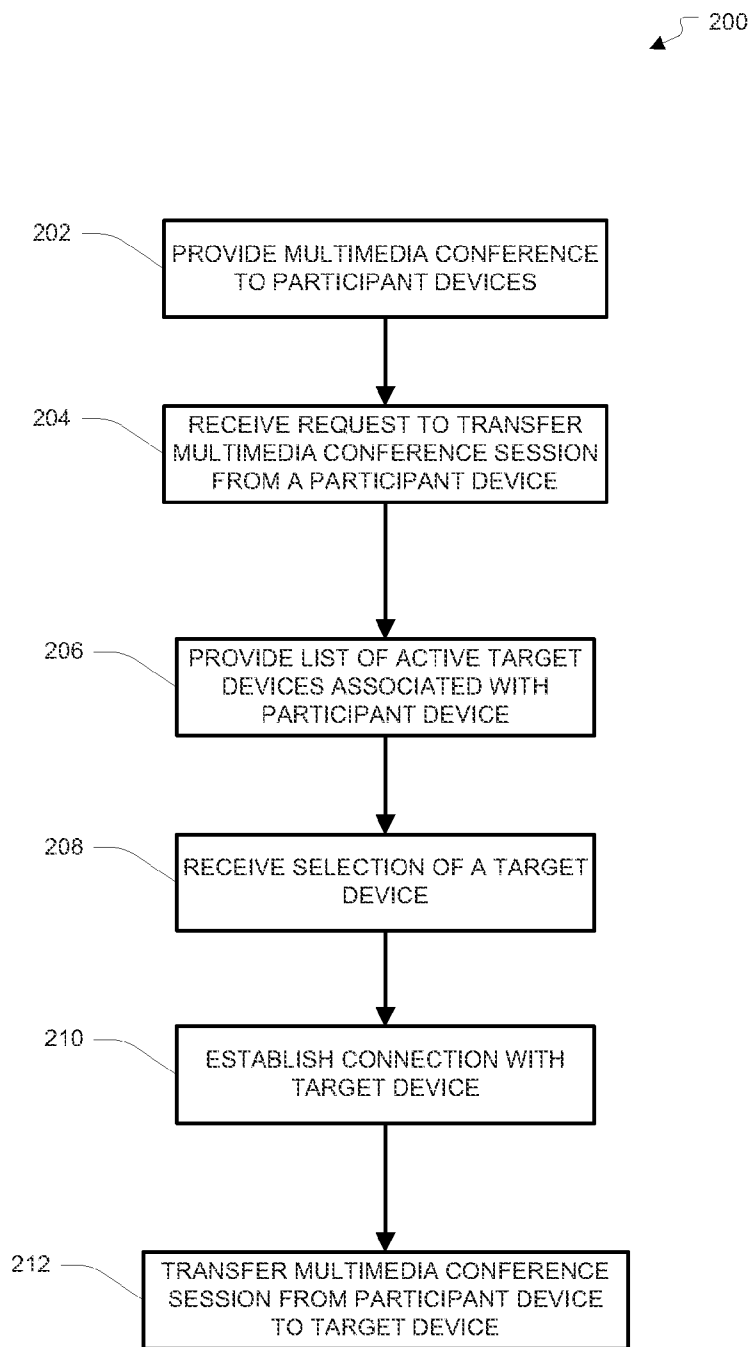 200
202
PROVIDE MULTIMEDIA CONFERENCE
TO PARTICIPANT DEVICES
204
RECEIVE REQUEST TO TRANSFER
MULTIMEDIA CONFERENCE SESSION
FROM A PARTICIPANT DEVICE
206
PROVIDE LIST OF ACTIVE TARGET
DEVICES ASSOCIATED WITH
PARTICIPANT DEVICE
208
RECEIVE SELECTION OF A TARGET
DEVICE
210
ESTABLISH CONNECTION WITH
TARGET DEVICE
212
TRANSFER MULTIMEDIA CONFERENCE
SESSION FROM PARTICIPANT DEVICE
TO TARGET DEVICE